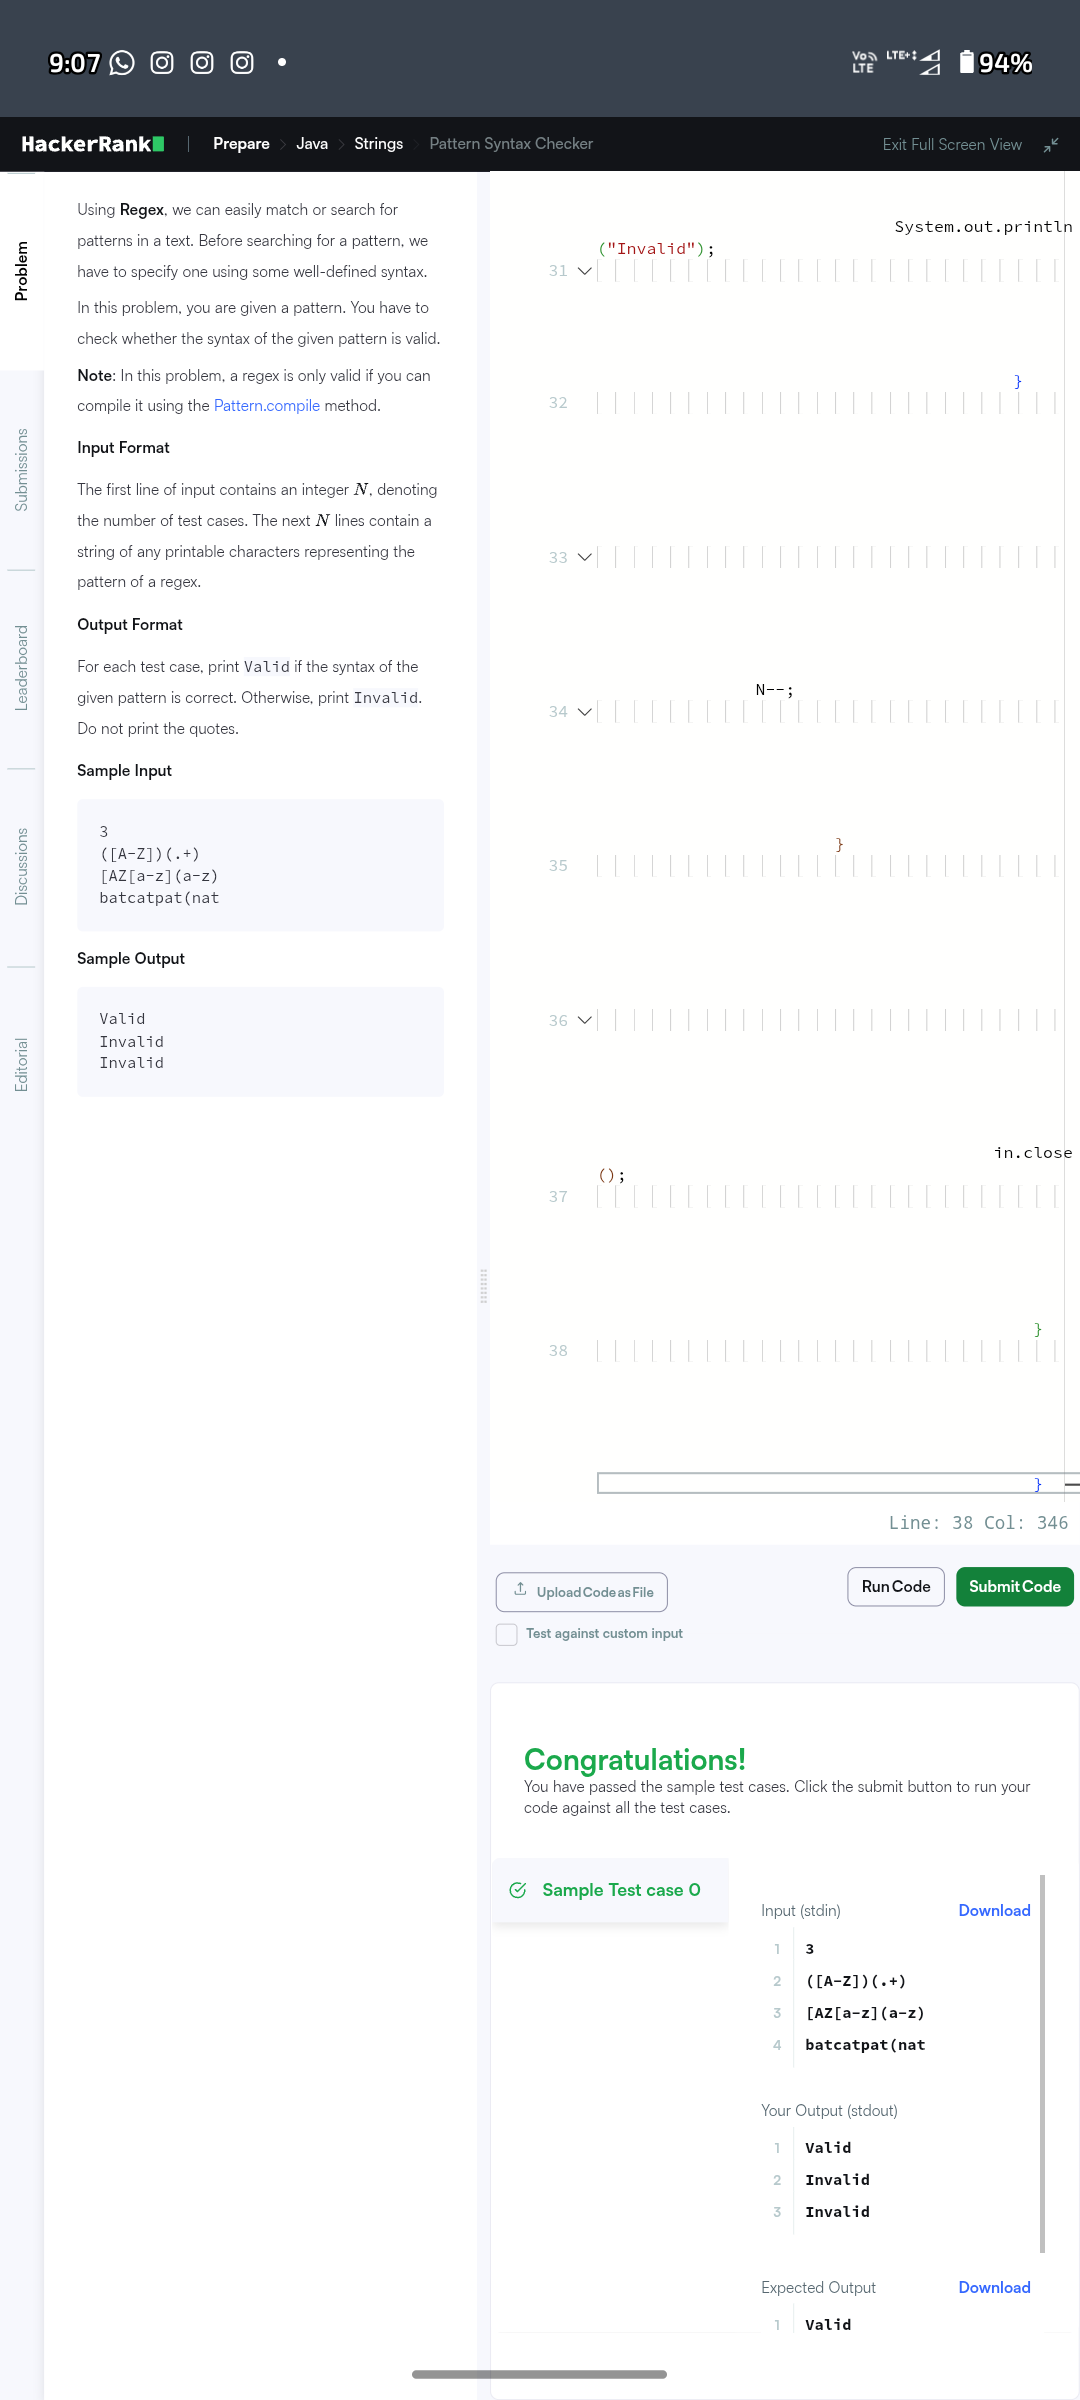 9:07
Vo LTE LTE+ 94%
HackerRank Prepare Java Strings Pattern Syntax Checker Exit Full Screen View
Problem
Submissions
Leaderboard
Discussions
Editorial
Using Regex, we can easily match or search for
patterns in a text. Before searching for a pattern, we
have to specify one using some well-defined syntax.
In this problem, you are given a pattern. You have to
check whether the syntax of the given pattern is valid.
Note: In this problem, a regex is only valid if you can
compile it using the Pattern.compile method.
Input Format
The first line of input contains an integer N, denoting
the number of test cases. The next N lines contain a
string of any printable characters representing the
pattern of a regex.
Output Format
For each test case, print Valid if the syntax of the
given pattern is correct. Otherwise, print Invalid.
Do not print the quotes.
Sample Input
3
([A-Z])(.+)
[AZ[a-z](a-z)
batcatpat(nat
Sample Output
Valid
Invalid
Invalid
System.out.println
("Invalid");
31
}
32
33
N--;
34
}
35
36
in.close
();
37
}
38
}
Line: 38 Col: 346
Upload Code as File
Run Code
Submit Code
Test against custom input
Congratulations!
You have passed the sample test cases. Click the submit button to run your
code against all the test cases.
Sample Test case 0
Input (stdin) Download
1 3
2 ([A-Z])(.+)
3 [AZ[a-z](a-z)
4 batcatpat(nat
Your Output (stdout)
1 Valid
2 Invalid
3 Invalid
Expected Output Download
1 Valid